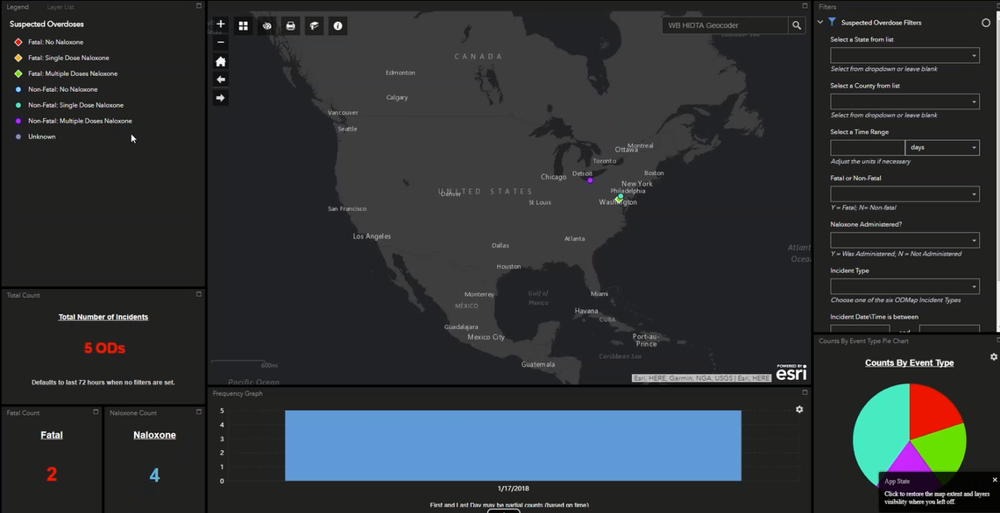 Legend
Layer List
Suspected Overdoses
Fatal: No Naloxone
Fatal: Single Dose Naloxone
Fatal: Multiple Doses Naloxone
Non-Fatal: No Naloxone
Non-Fatal: Single Dose Naloxone
Non-Fatal: Multiple Doses Naloxone
Unknown
Total Count
Total Number of Incidents
5 ODs
Defaults to last 72 hours when no filters are set.
Fatal Count
Fatal
2
Naloxone Count
Naloxone
4
WB HIDTA Geocoder
CANADA
Edmonton
Calgary
Vancouver
Seattle
Montreal
Ottawa
Toronto
Boston
Detroit
Chicago
New York
Philadelphia
UNITED STATES
Denver
St Louis
Washington
San Francisco
Los Angeles
Atlanta
Dallas
Atlant
Ocea
Houston
Monterrey
Gulf of
Mexico
Miami
MÉXICO
Havana
CUBA
Guadalajara
Mexico City
Port-au-
Prince
Caribbean Sea
Guatemala
600mi
Pacific Ocean
POWERED BY
esri
Esri, HERE, Garmin, NGA, USGS | Esri, HERE
Frequency Graph
5
4
3
2
1
0
1/17/2018
First and Last Day may be partial counts (based on time)
Filters
Suspected Overdose Filters
Select a State from list
Select from dropdown or leave blank
Select a County from list
Select from dropdown or leave blank
Select a Time Range
days
Adjust the units if necessary
Fatal or Non-Fatal
Y = Fatal; N= Non-fatal
Naloxone Administered?
Y = Was Administered; N = Not Administered
Incident Type
Choose one of the six ODMap Incident Types
Incident Date\Time is between
and
Counts By Event Type Pie Chart
Counts By Event Type
App State
Click to restore the map extent and layers
visibility where you left off.